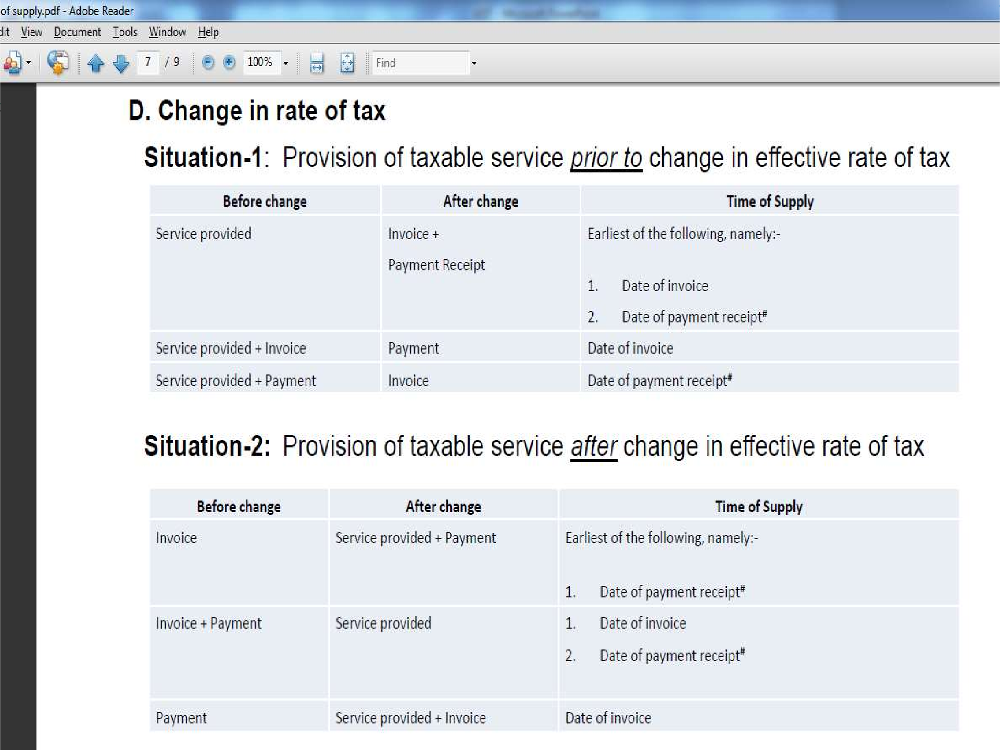 of supply.pdf - Adobe Reader
dit View Document Tools Window Help
7 / 9 100% Find
D. Change in rate of tax
Situation-1: Provision of taxable service prior to change in effective rate of tax
Before change After change Time of Supply
Service provided Invoice + Earliest of the following, namely:-
Payment Receipt
1. Date of invoice
2. Date of payment receipt#
Service provided + Invoice Payment Date of invoice
Service provided + Payment Invoice Date of payment receipt#
Situation-2: Provision of taxable service after change in effective rate of tax
Before change After change Time of Supply
Invoice Service provided + Payment Earliest of the following, namely:-
1. Date of payment receipt#
Invoice + Payment Service provided 1. Date of invoice
2. Date of payment receipt#
Payment Service provided + Invoice Date of invoice